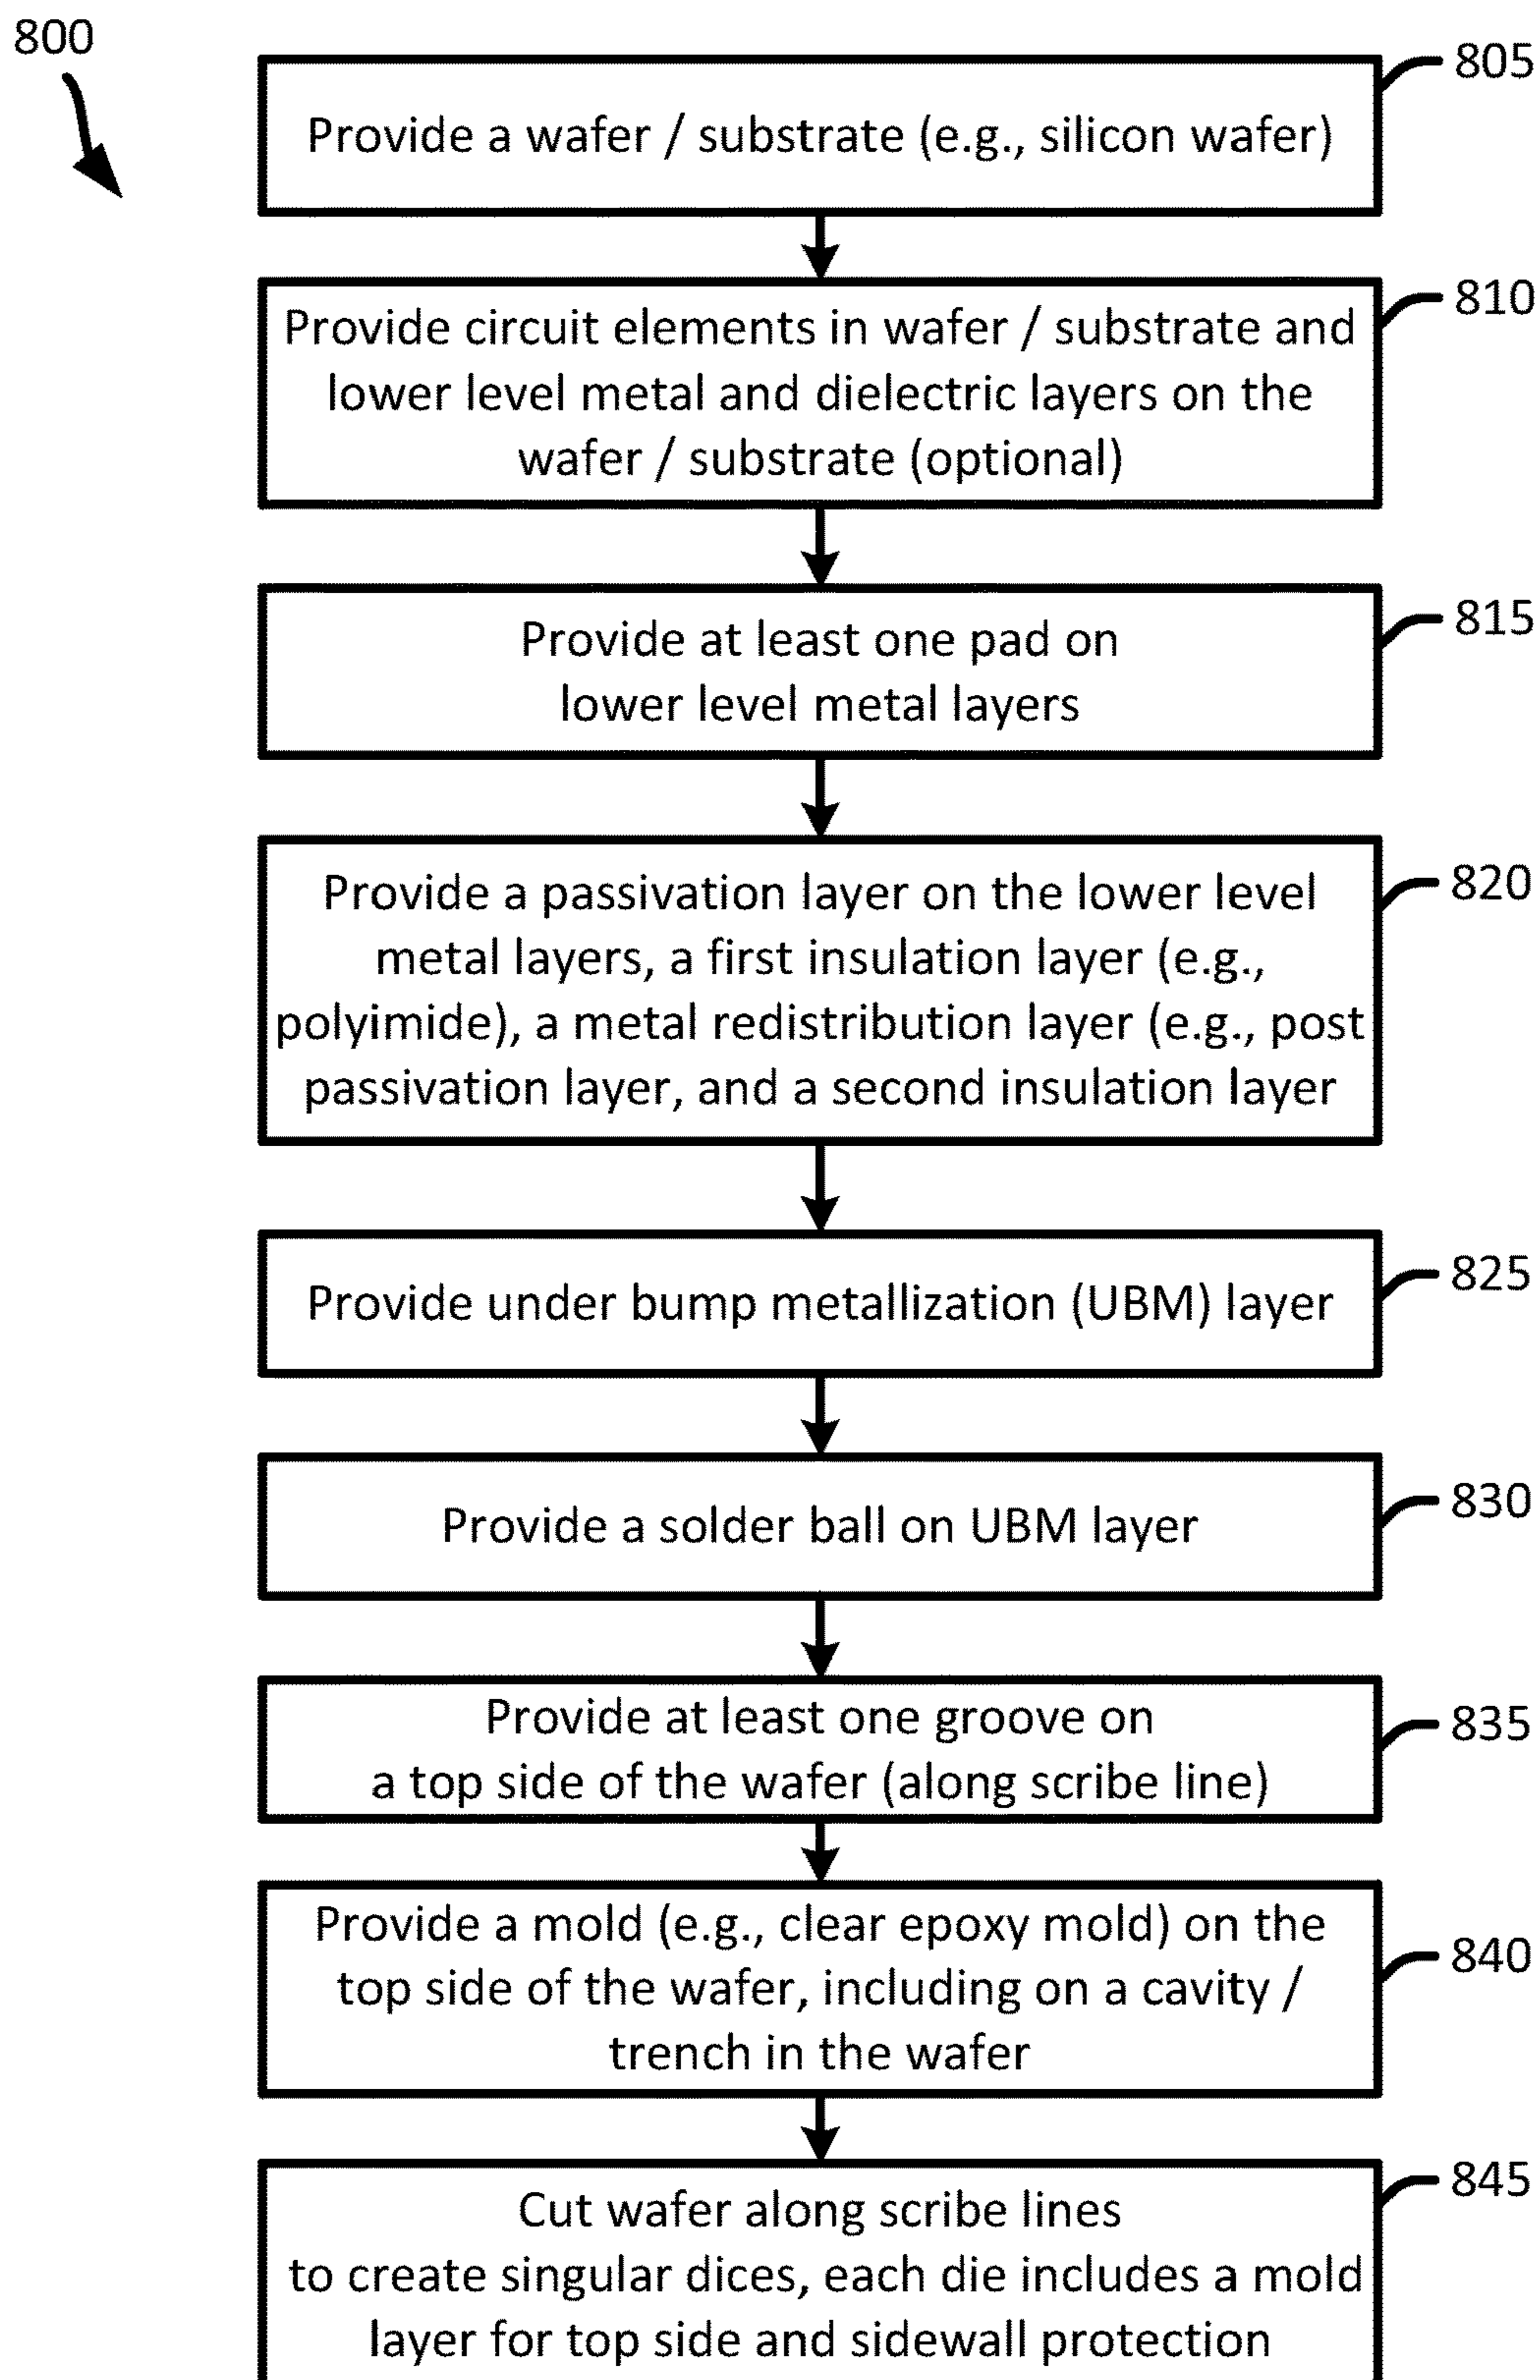 800
805
Provide a wafer / substrate (e.g., silicon wafer)
810
Provide circuit elements in wafer / substrate and
lower level metal and dielectric layers on the
wafer / substrate (optional)
815
Provide at least one pad on
lower level metal layers
820
Provide a passivation layer on the lower level
metal layers, a first insulation layer (e.g.,
polyimide), a metal redistribution layer (e.g., post
passivation layer, and a second insulation layer
825
Provide under bump metallization (UBM) layer
830
Provide a solder ball on UBM layer
835
Provide at least one groove on
a top side of the wafer (along scribe line)
840
Provide a mold (e.g., clear epoxy mold) on the
top side of the wafer, including on a cavity /
trench in the wafer
845
Cut wafer along scribe lines
to create singular dices, each die includes a mold
layer for top side and sidewall protection